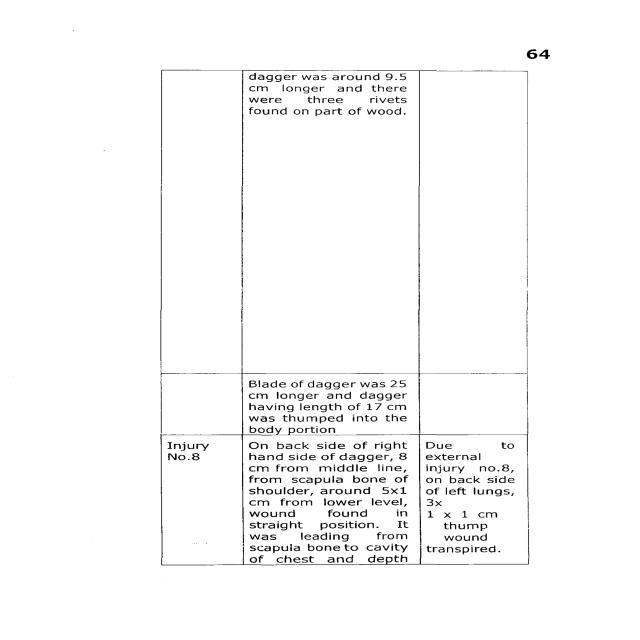 64
dagger was around 9.5
cm longer and there
were three rivets
found on part of wood.
Blade of dagger was 25
cm longer and dagger
having length of 17 cm
was thumped into the
body portion
Injury
No.8
On back side of right
hand side of dagger, 8
cm from middle line,
from scapula bone of
shoulder, around 5x1
cm from lower level,
wound found in
straight position. It
was leading from
scapula bone to cavity
of chest and depth
Due to
external
injury no.8,
on back side
of left lungs,
3x
1 x 1 cm
thump
wound
transpired.